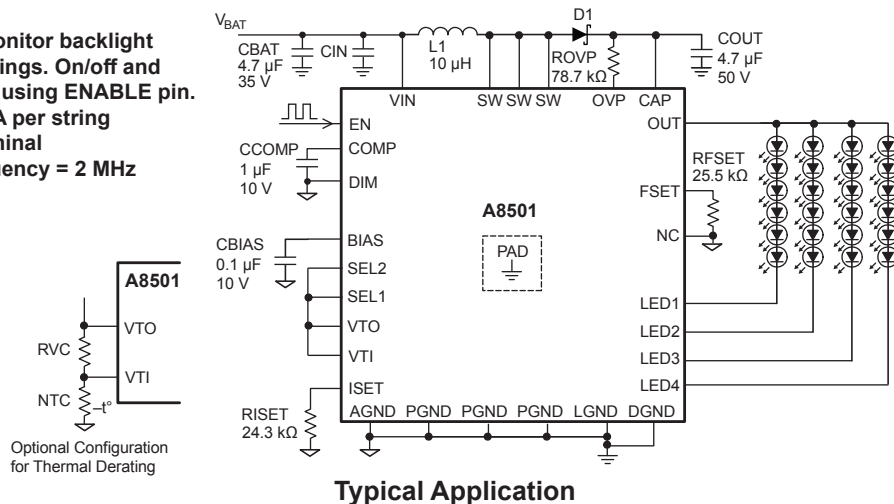 onitor backlight
ings. On/off and
using ENABLE pin.
A per string
ninal
uency = 2 MHz
VBAT
CBAT
4.7 µF
35 V
CIN
L1
10 µH
D1
ROVP
78.7 kΩ
COUT
4.7 µF
50 V
VIN
SW SW SW
OVP
CAP
EN
COMP
DIM
CCOMP
1 µF
10 V
OUT
A8501
RFSET
25.5 kΩ
FSET
NC
PAD
BIAS
CBIAS
0.1 µF
10 V
SEL2
SEL1
VTO
VTI
ISET
RISET
24.3 kΩ
LED1
LED2
LED3
LED4
AGND PGND PGND PGND LGND DGND
A8501
VTO
RVC
VTI
NTC
–t°
Optional Configuration
for Thermal Derating
Typical Application